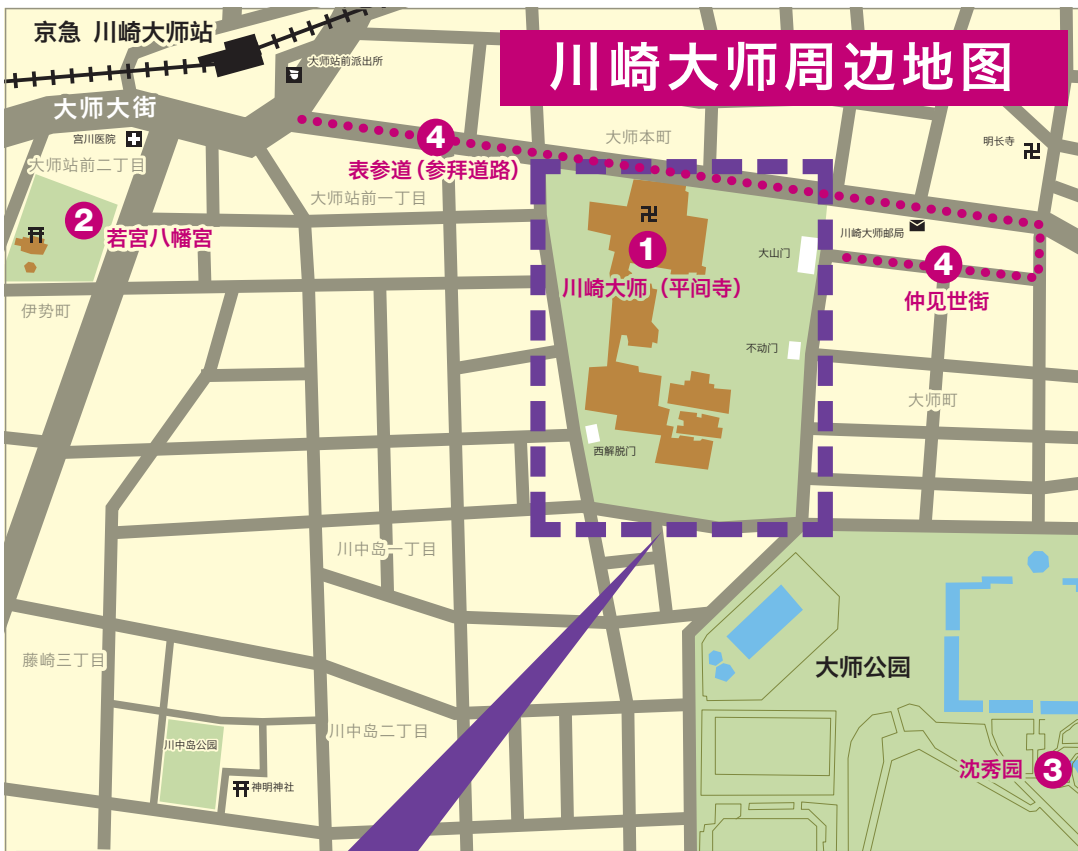 京急 川崎大师站
川崎大师周边地图
大师站前派出所
大师大街
宫川医院
大师本町
明长寺
大师站前二丁目
4
表参道(参拜道路)
大师站前一丁目
2
若宫八幡宫
川崎大师邮局
大山门
1
川崎大师(平间寺)
4
仲见世街
伊势町
不动门
大师町
西解脱门
川中岛一丁目
藤崎三丁目
大师公园
川中岛二丁目
川中岛公园
沈秀园 3
神明神社